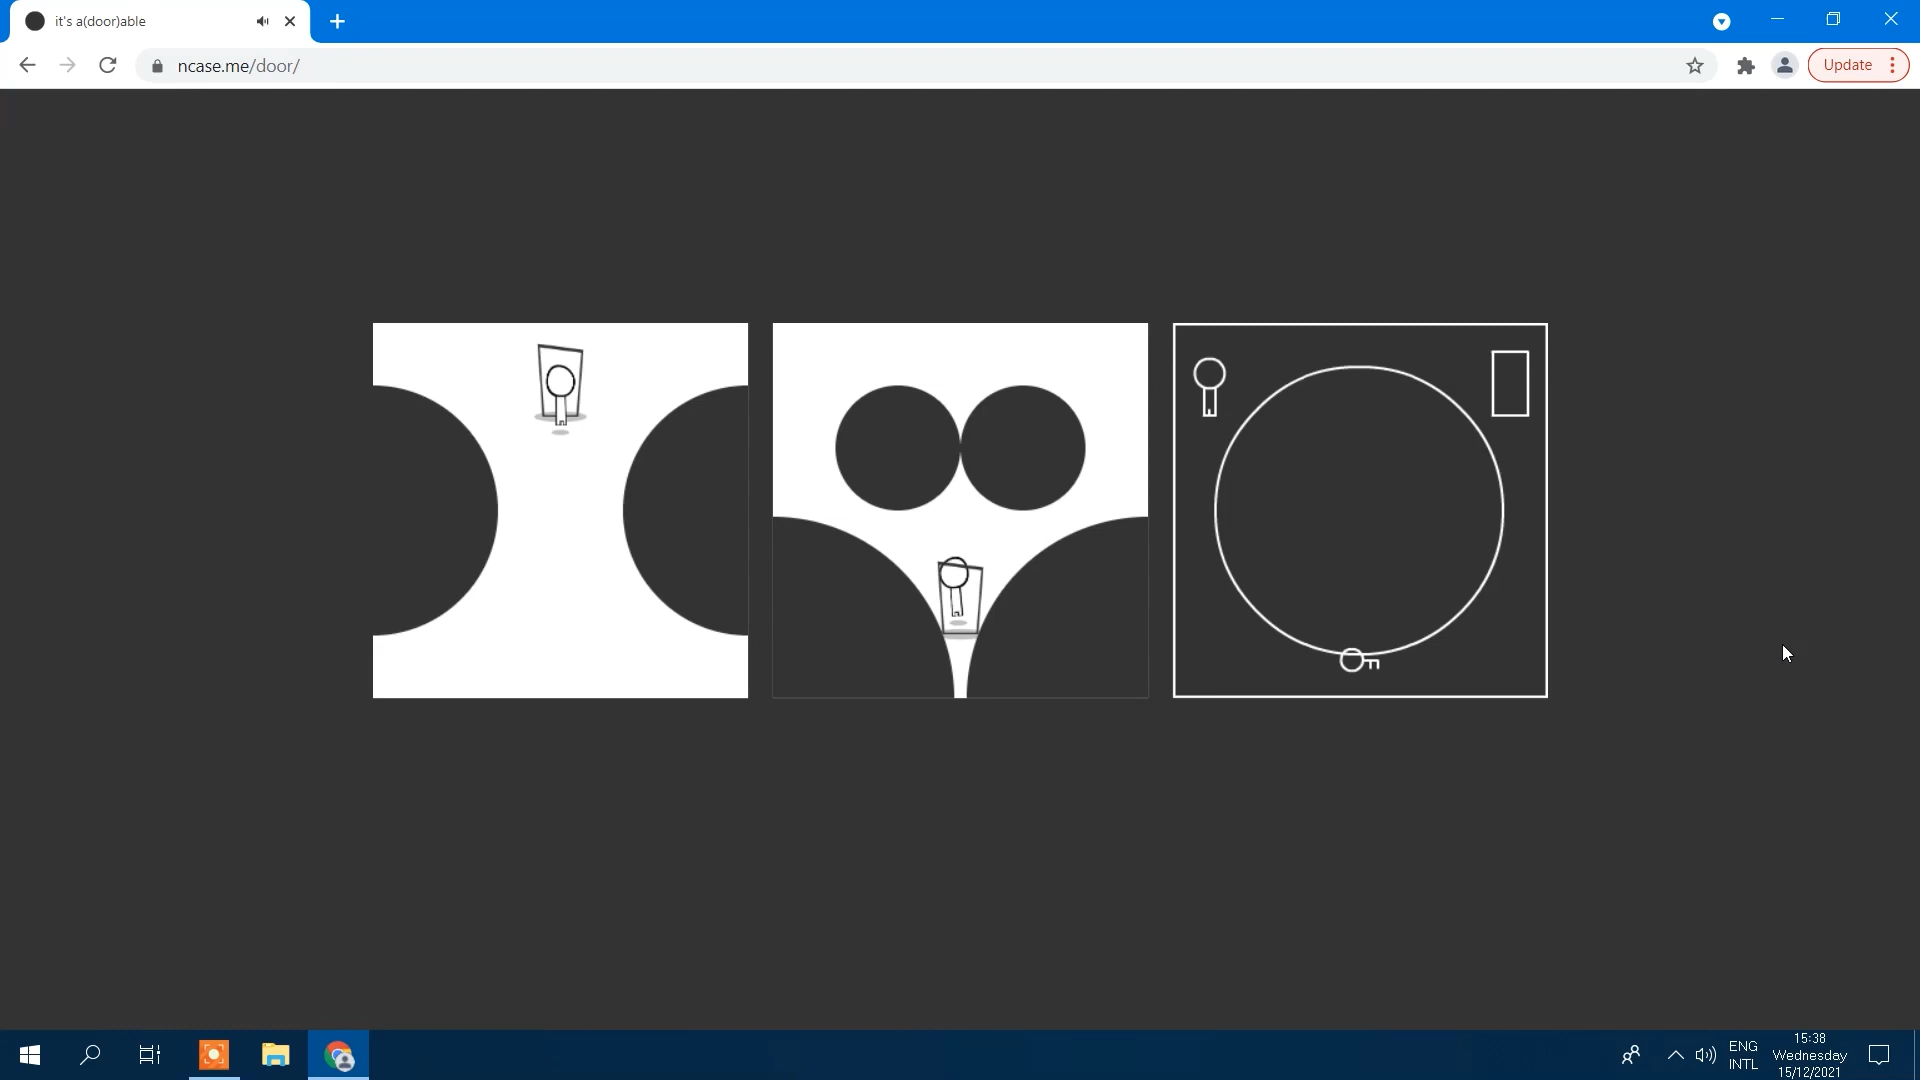 it's a(door)able
ncase.me/door/
Update
ENG
INTL
15:38
Wednesday
15/12/2021